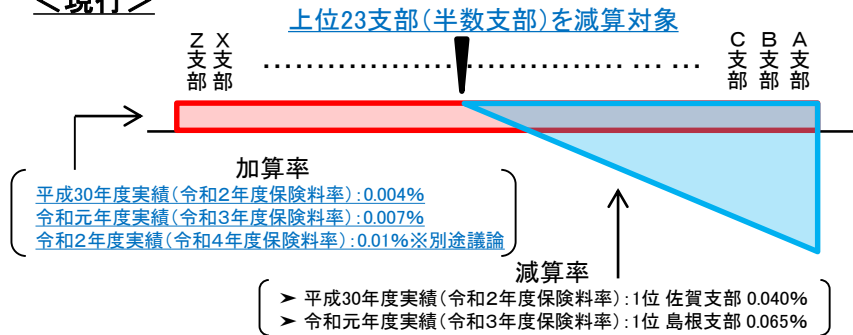 ＜現行＞
上位23支部（半数支部）を減算対象
Z支部
X支部
C支部
B支部
A支部
加算率
平成30年度実績（令和2年度保険料率）：0.004%
令和元年度実績（令和3年度保険料率）：0.007%
令和2年度実績（令和4年度保険料率）：0.01%※別途議論
減算率
➤ 平成30年度実績（令和2年度保険料率）：1位 佐賀支部 0.040%
➤ 令和元年度実績（令和3年度保険料率）：1位 島根支部 0.065%